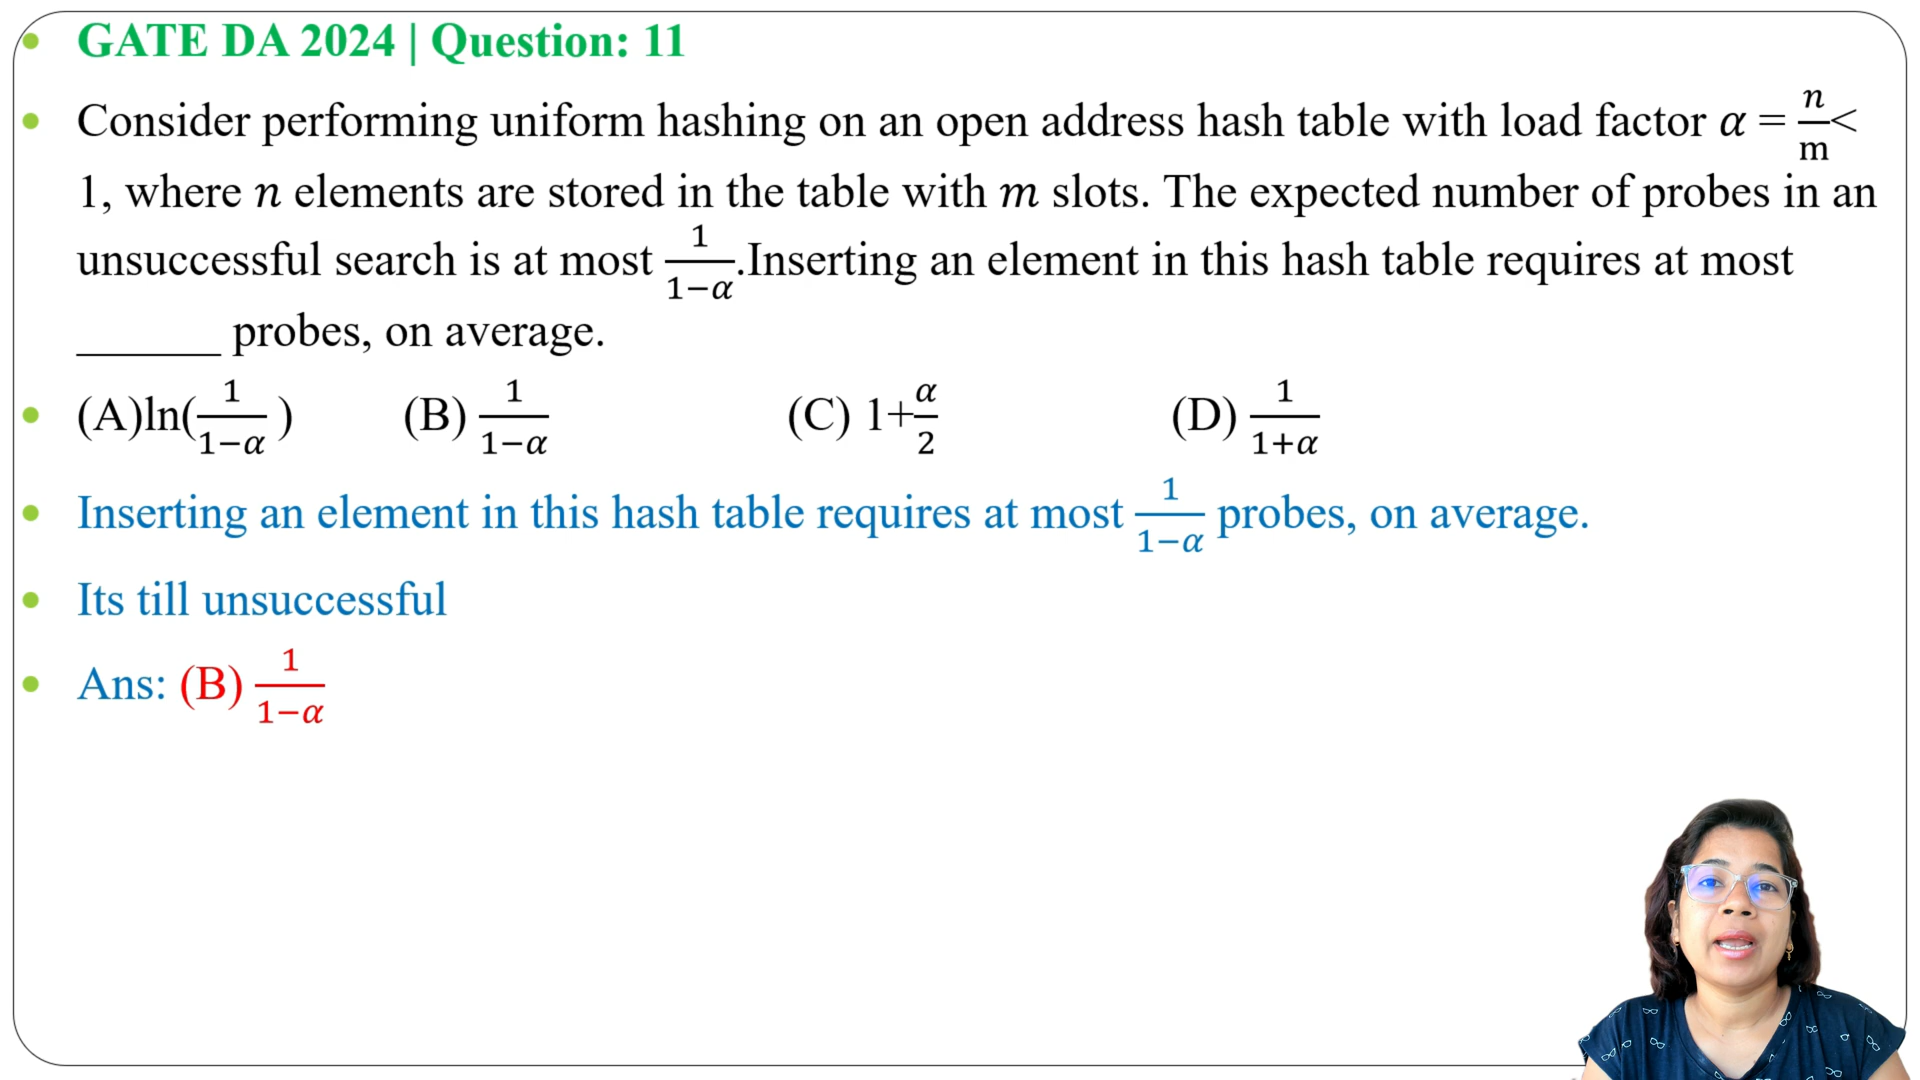 GATE DA 2024 | Question: 11
Consider performing uniform hashing on an open address hash table with load factor α = n/m <
1, where n elements are stored in the table with m slots. The expected number of probes in an
unsuccessful search is at most 1/(1−α).Inserting an element in this hash table requires at most
______ probes, on average.
(A)ln(1/(1−α)) (B) 1/(1−α) (C) 1+α/2 (D) 1/(1+α)
Inserting an element in this hash table requires at most 1/(1−α) probes, on average.
Its till unsuccessful
Ans: (B) 1/(1−α)